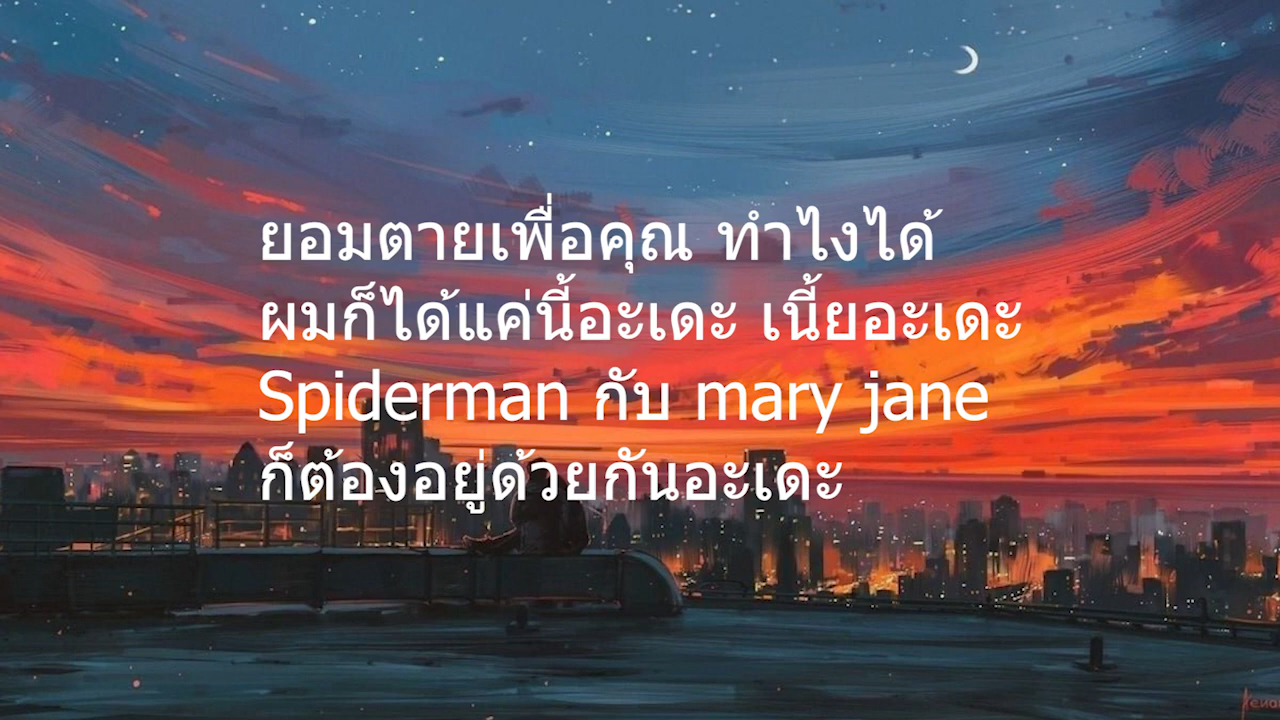 ยอมตายเพื่อคุณ ทำไงได้
ผมก็ได้แค่นี้อะเดะ เนี้ยอะเดะ
Spiderman กับ mary jane
ก็ต้องอยู่ด้วยกันอะเดะ